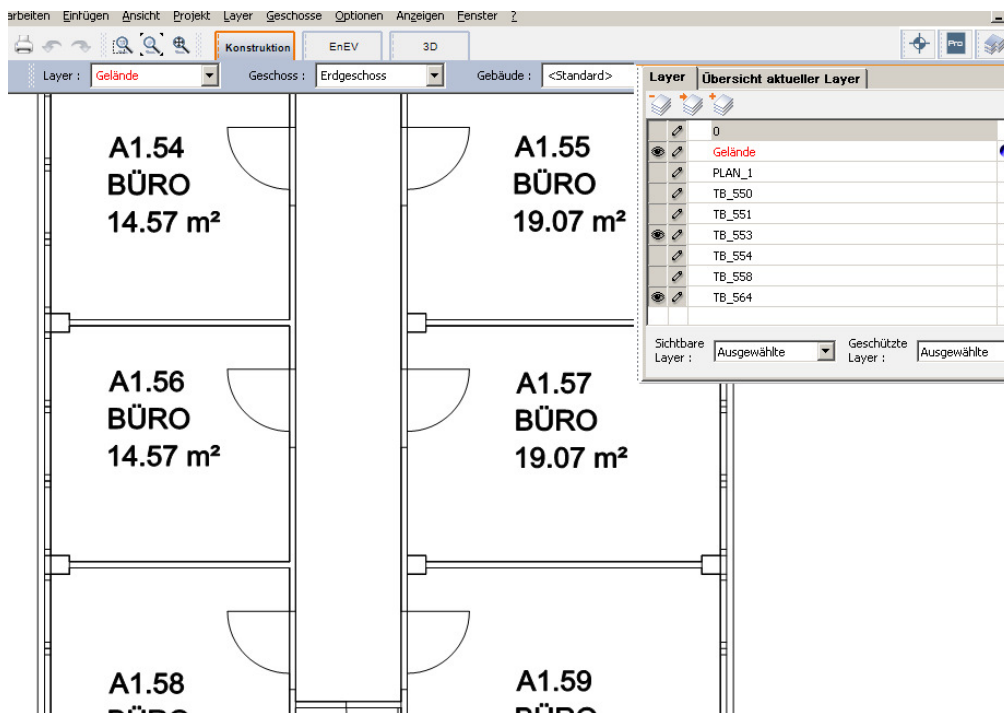 arbeiten Einfügen Ansicht Projekt Layer Geschosse Optionen Anzeigen Fenster ?
Konstruktion EnEV 3D Pro
Layer : Gelände Geschoss : Erdgeschoss Gebäude : <Standard>
Layer Übersicht aktueller Layer
0
Gelände
PLAN_1
TB_550
TB_551
TB_553
TB_554
TB_558
TB_564
Sichtbare Layer : Ausgewählte Geschützte Layer : Ausgewählte
A1.54
BÜRO
14.57 m²
A1.55
BÜRO
19.07 m²
A1.56
BÜRO
14.57 m²
A1.57
BÜRO
19.07 m²
A1.58
BÜRO
A1.59
BÜRO